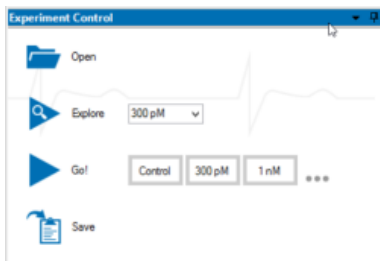 Experiment Control
Open
Explore 300 pM
Go! Control 300 pM 1 nM
Save